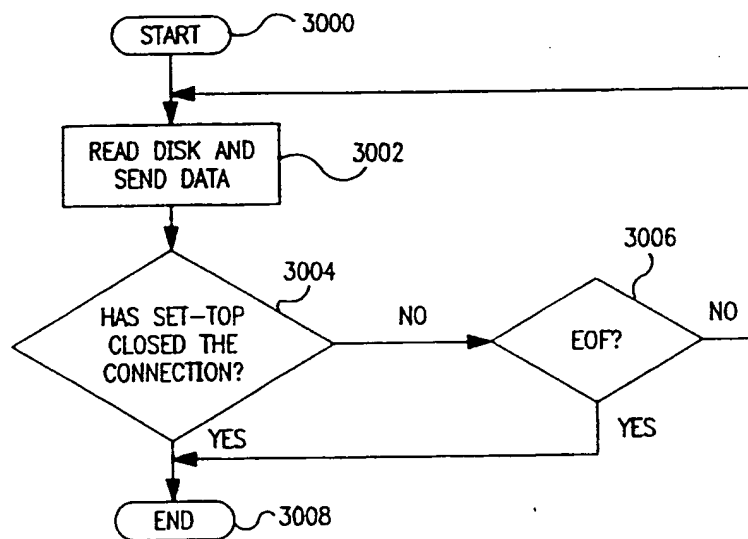 START
3000
READ DISK AND
SEND DATA
3002
HAS SET-TOP
CLOSED THE
CONNECTION?
3004
NO
EOF?
3006
NO
YES
YES
END
3008